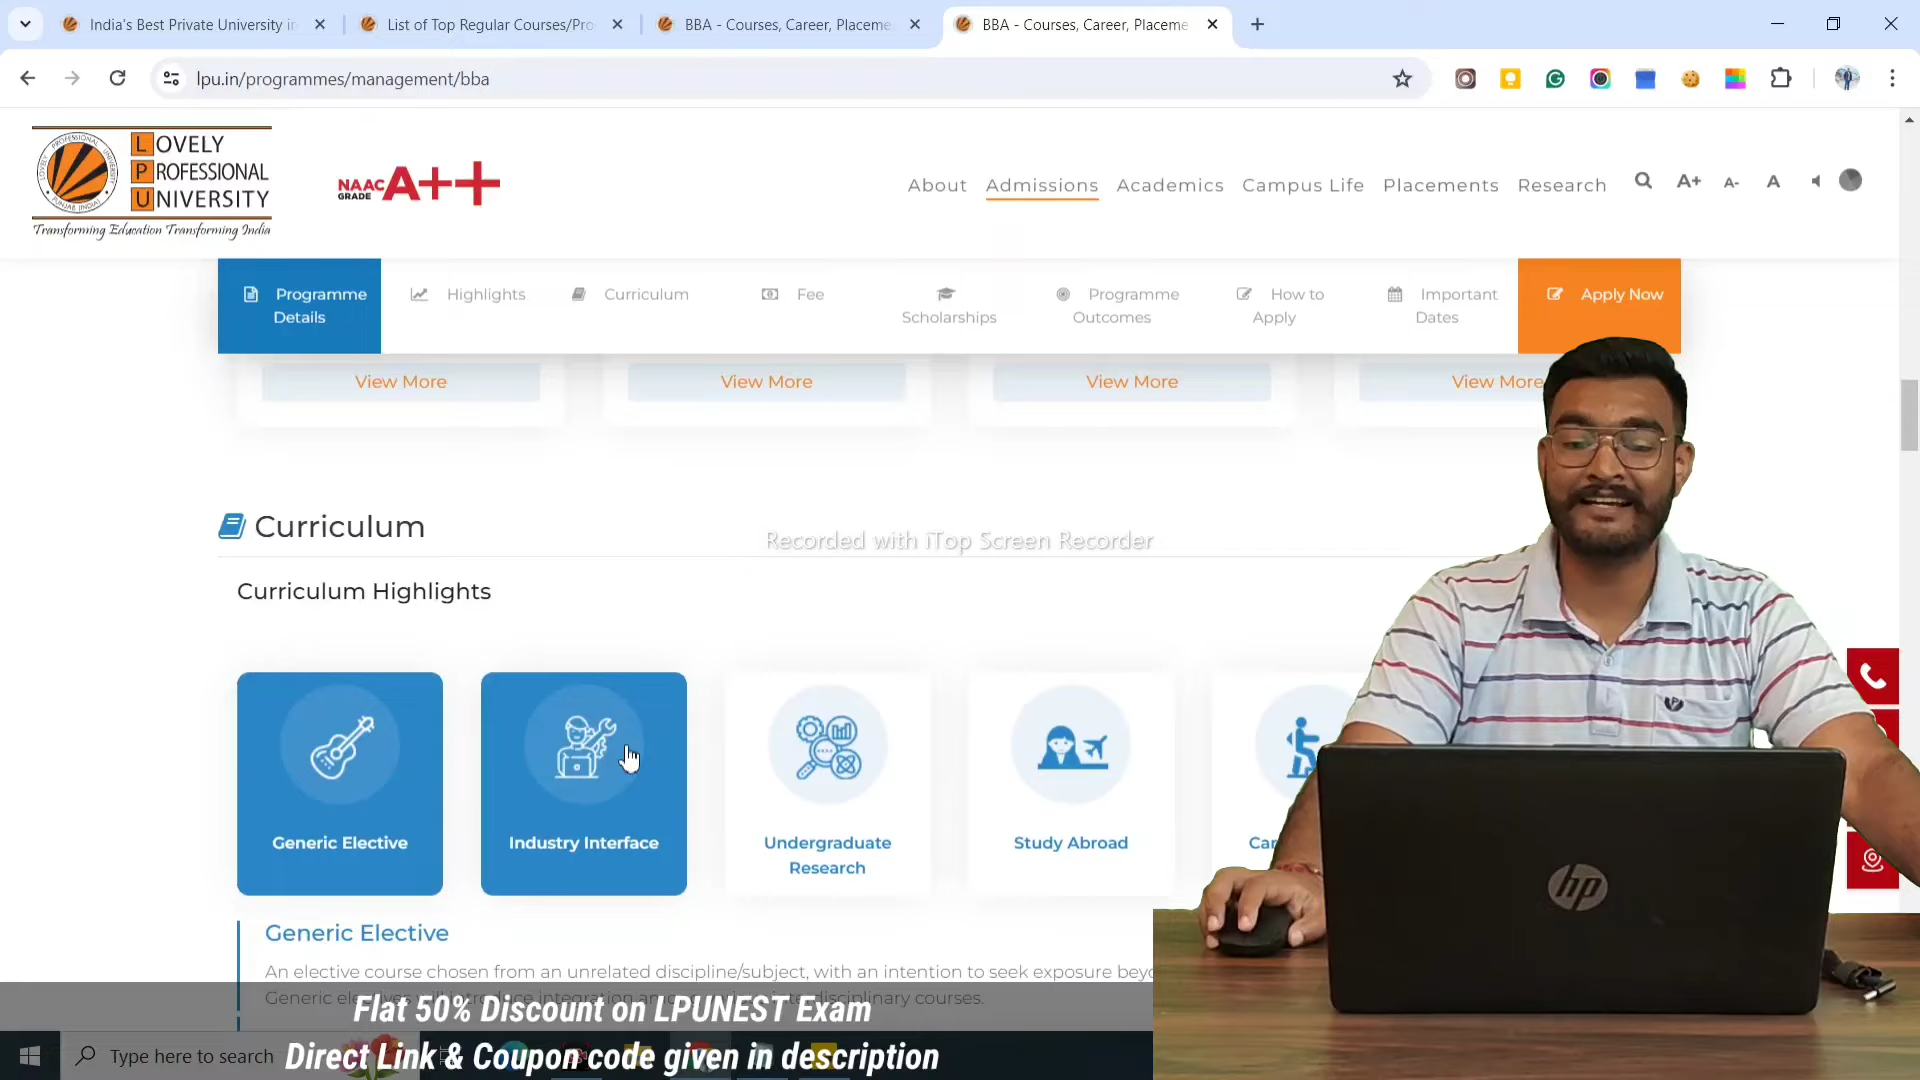 India's Best Private University in
List of Top Regular Courses/Pro
BBA - Courses, Career, Placeme
BBA - Courses, Career, Placeme
lpu.in/programmes/management/bba
LOVELY
PROFESSIONAL
UNIVERSITY
Transforming Education Transforming India
NAAC
GRADE
A++
About
Admissions
Academics
Campus Life
Placements
Research
A+
A-
A
Programme
Details
Highlights
Curriculum
Fee
Scholarships
Programme
Outcomes
How to
Apply
Important
Dates
Apply Now
View More
View More
View More
View More
Curriculum
Recorded with iTop Screen Recorder
Curriculum Highlights
Generic Elective
Industry Interface
Undergraduate
Research
Study Abroad
Generic Elective
An elective course chosen from an unrelated discipline/subject, with an intention to seek exposure
Flat 50% Discount on LPUNEST Exam
Type here to search
Direct Link & Coupon code given in description
hp